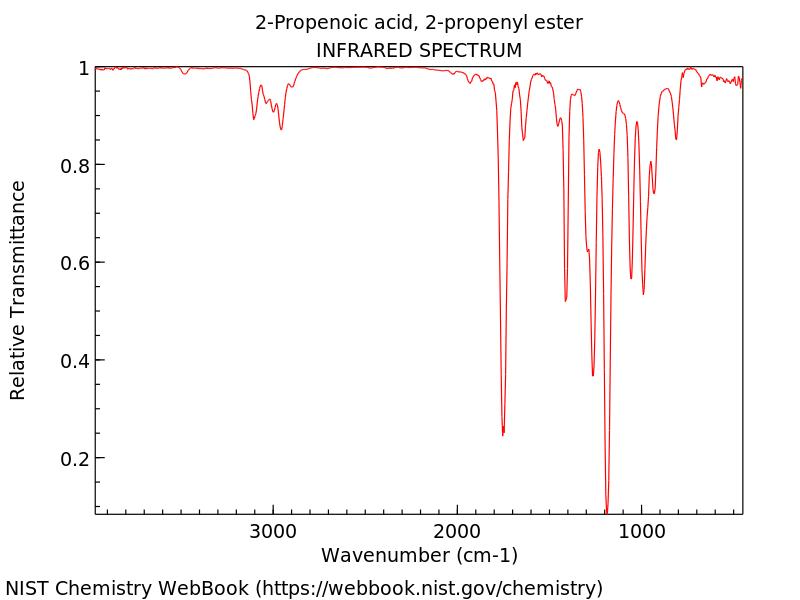 2-Propenoic acid, 2-propenyl ester
INFRARED SPECTRUM
1
0.8
0.6
0.4
0.2
Relative Transmittance
3000 2000 1000
Wavenumber (cm-1)
NIST Chemistry WebBook (https://webbook.nist.gov/chemistry)